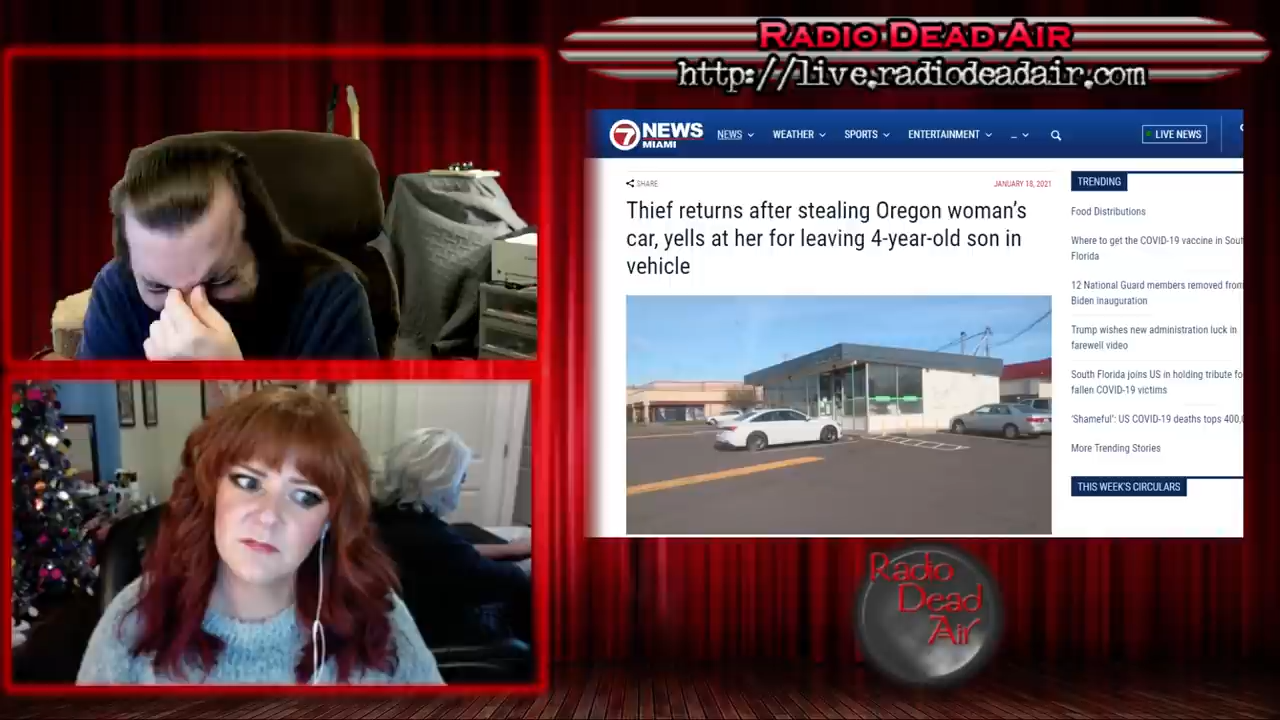 RADIO DEAD AIR
http://live.radiodeadair.com
7 NEWS
MIAMI
NEWS WEATHER SPORTS ENTERTAINMENT ... LIVE NEWS
SHARE
JANUARY 18, 2021
Thief returns after stealing Oregon woman's
car, yells at her for leaving 4-year-old son in
vehicle
TRENDING
Food Distributions
Where to get the COVID-19 vaccine in Sout
Florida
12 National Guard members removed from
Biden inauguration
Trump wishes new administration luck in
farewell video
South Florida joins US in holding tribute fo
fallen COVID-19 victims
'Shameful': US COVID-19 deaths tops 400,
More Trending Stories
THIS WEEK'S CIRCULARS
Radio
Dead
Air